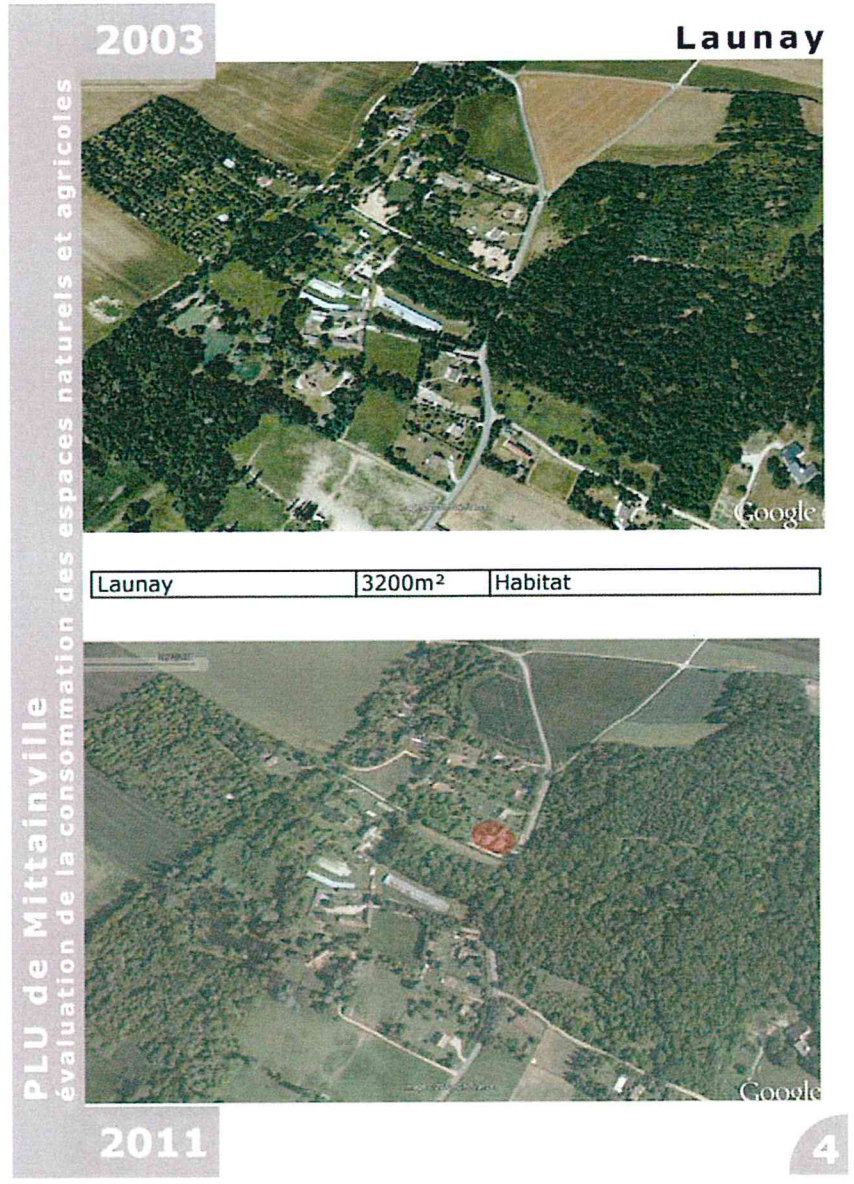 2003
Launay
Google
Launay 3200m² Habitat
Google
2011
4
PLU de Mittainville
évaluation de la consommation des espaces naturels et agricoles